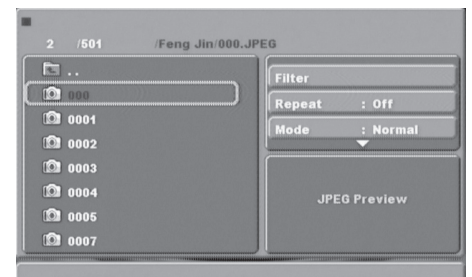 2 /501 /Feng Jin/000.JPEG
..
000
0001
0002
0003
0004
0005
0007
Filter
Repeat : Off
Mode : Normal
JPEG Preview